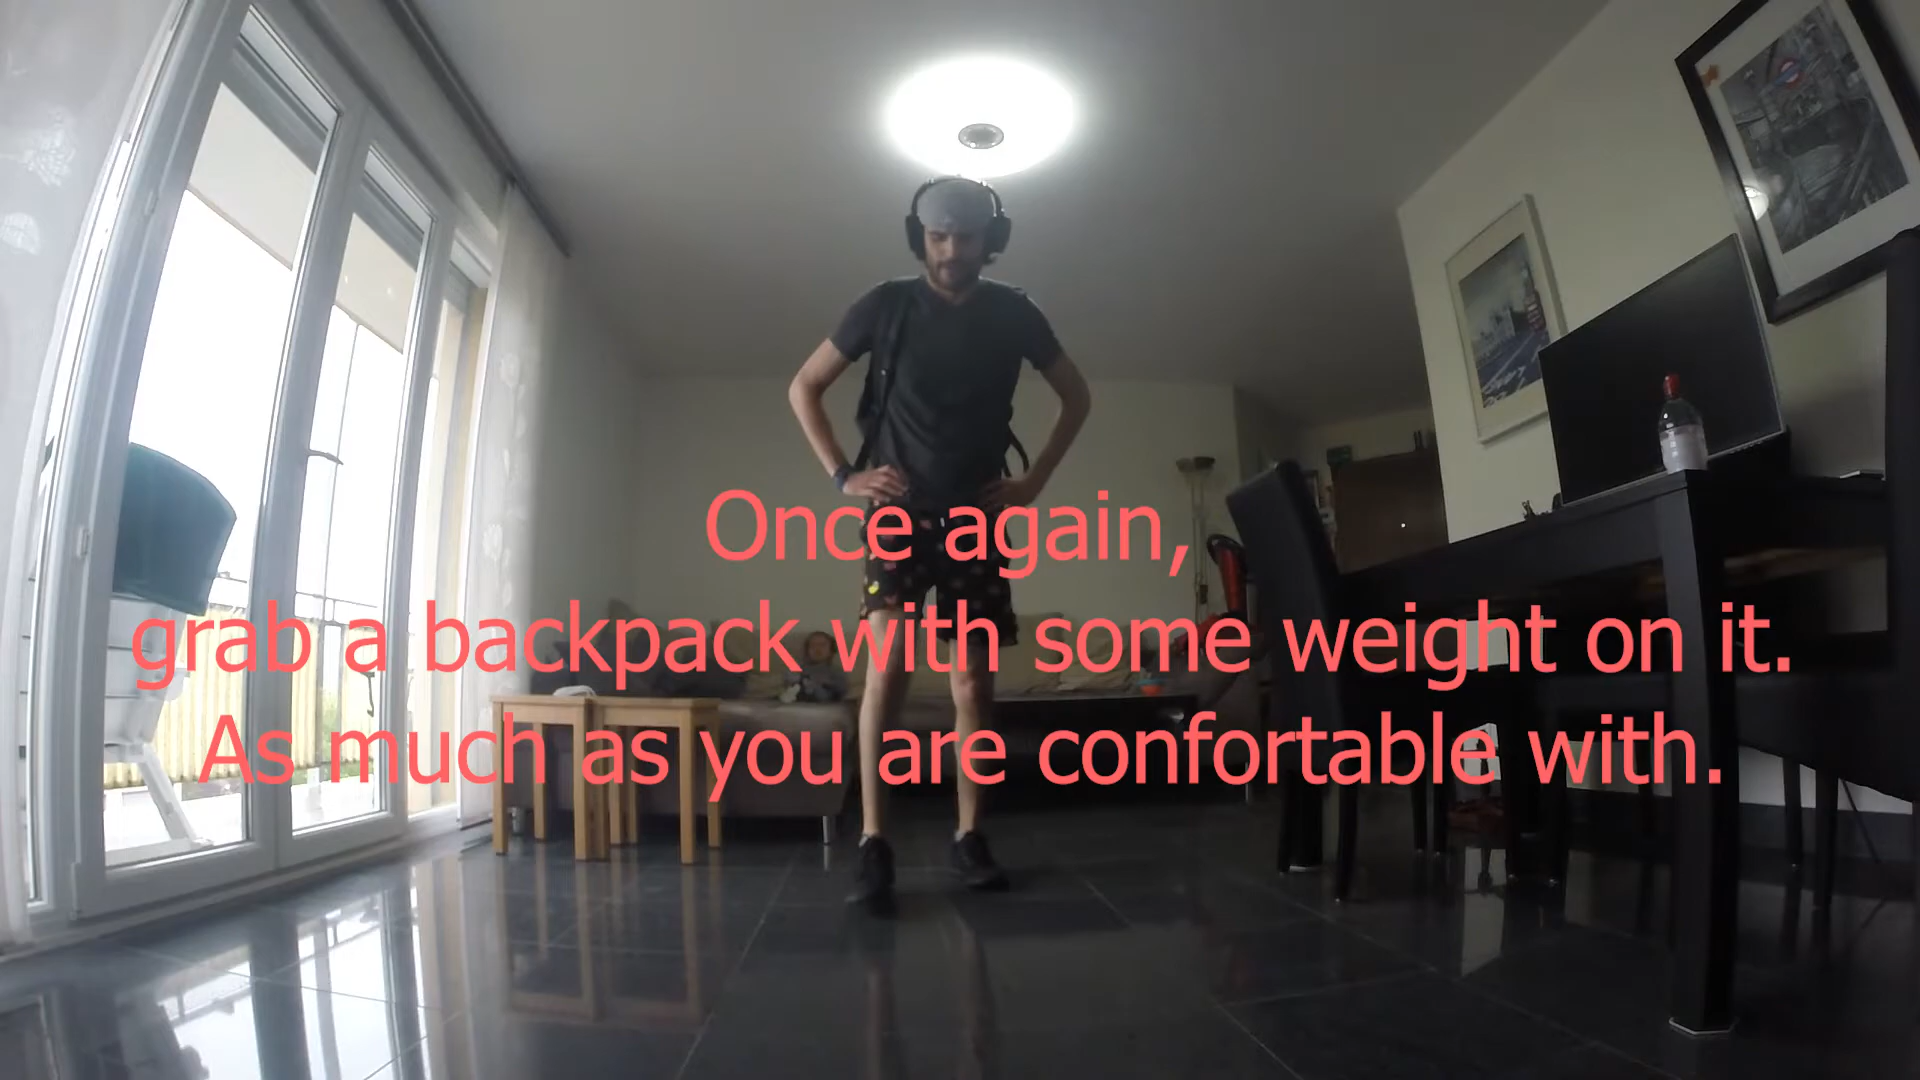 Once again,
grab a backpack with some weight on it.
As much as you are confortable with.